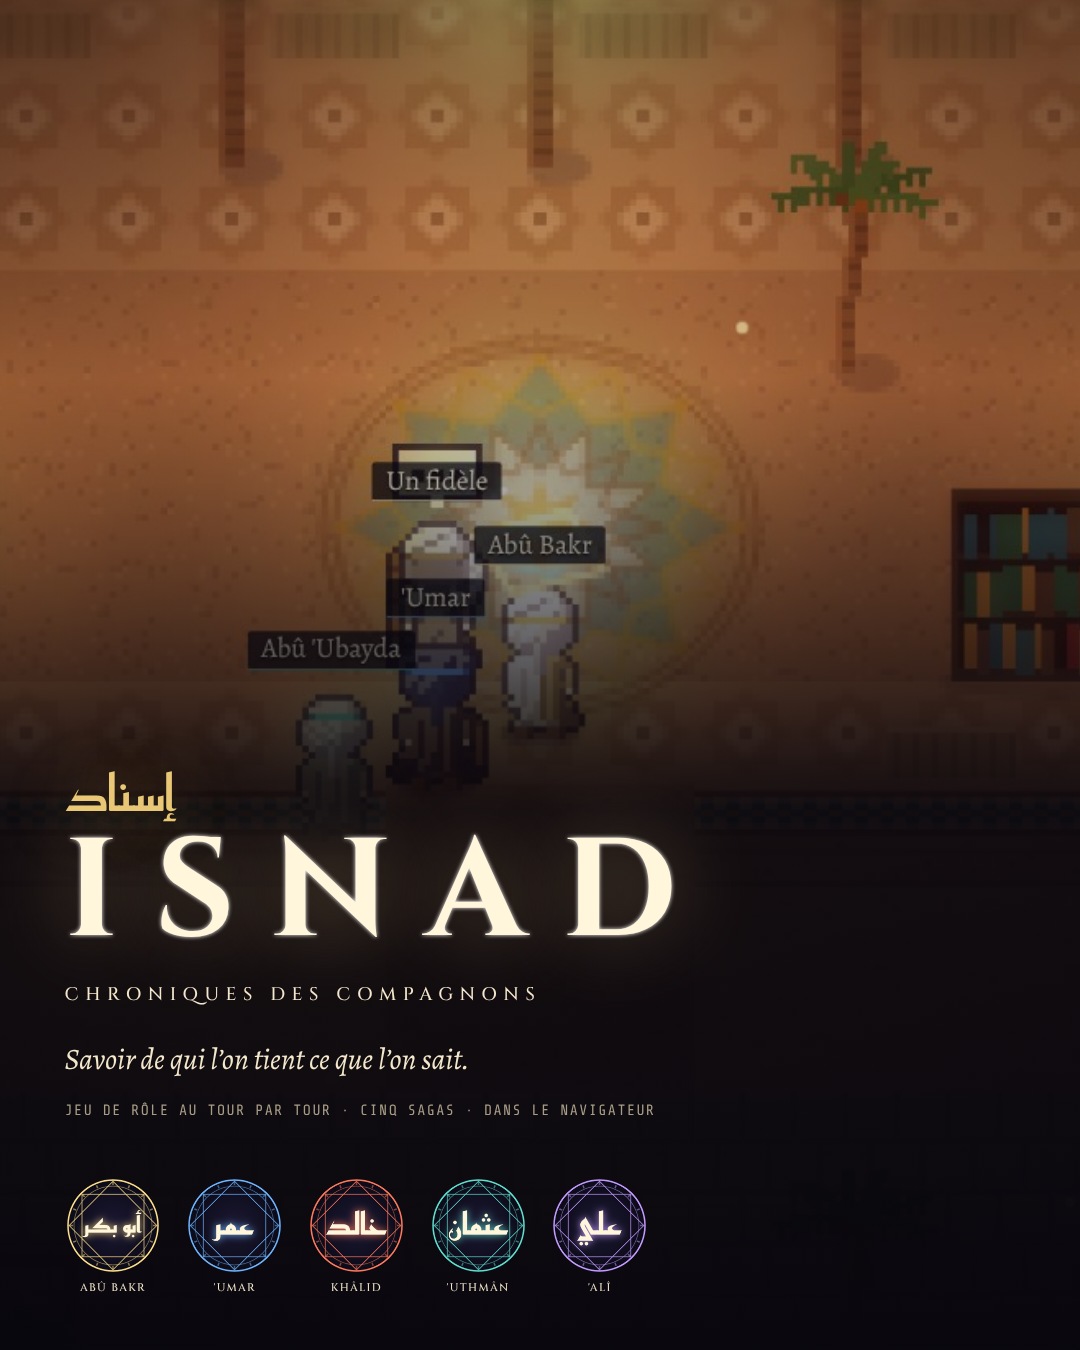 Un fidèle
Abû Bakr
'Umar
Abû 'Ubayda
إسناد
ISNAD
CHRONIQUES DES COMPAGNONS
Savoir de qui l’on tient ce que l’on sait.
JEU DE RÔLE AU TOUR PAR TOUR · CINQ SAGAS · DANS LE NAVIGATEUR
أبو بكر عمر خالد عثمان علي
ABÛ BAKR 'UMAR KHÂLID 'UTHMÂN 'ALÎ